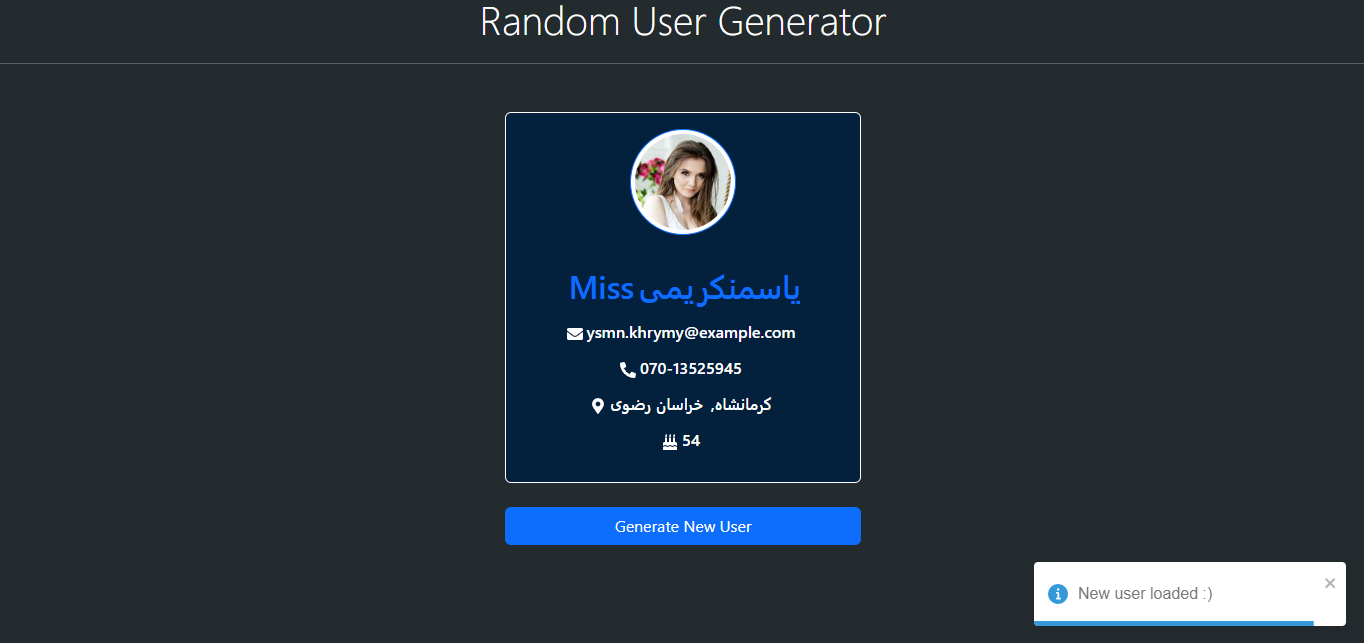 Random User Generator
Miss یاسمنکریمی
ysmn.khrymy@example.com
070-13525945
کرمانشاه, خراسان رضوی
54
Generate New User
New user loaded :)